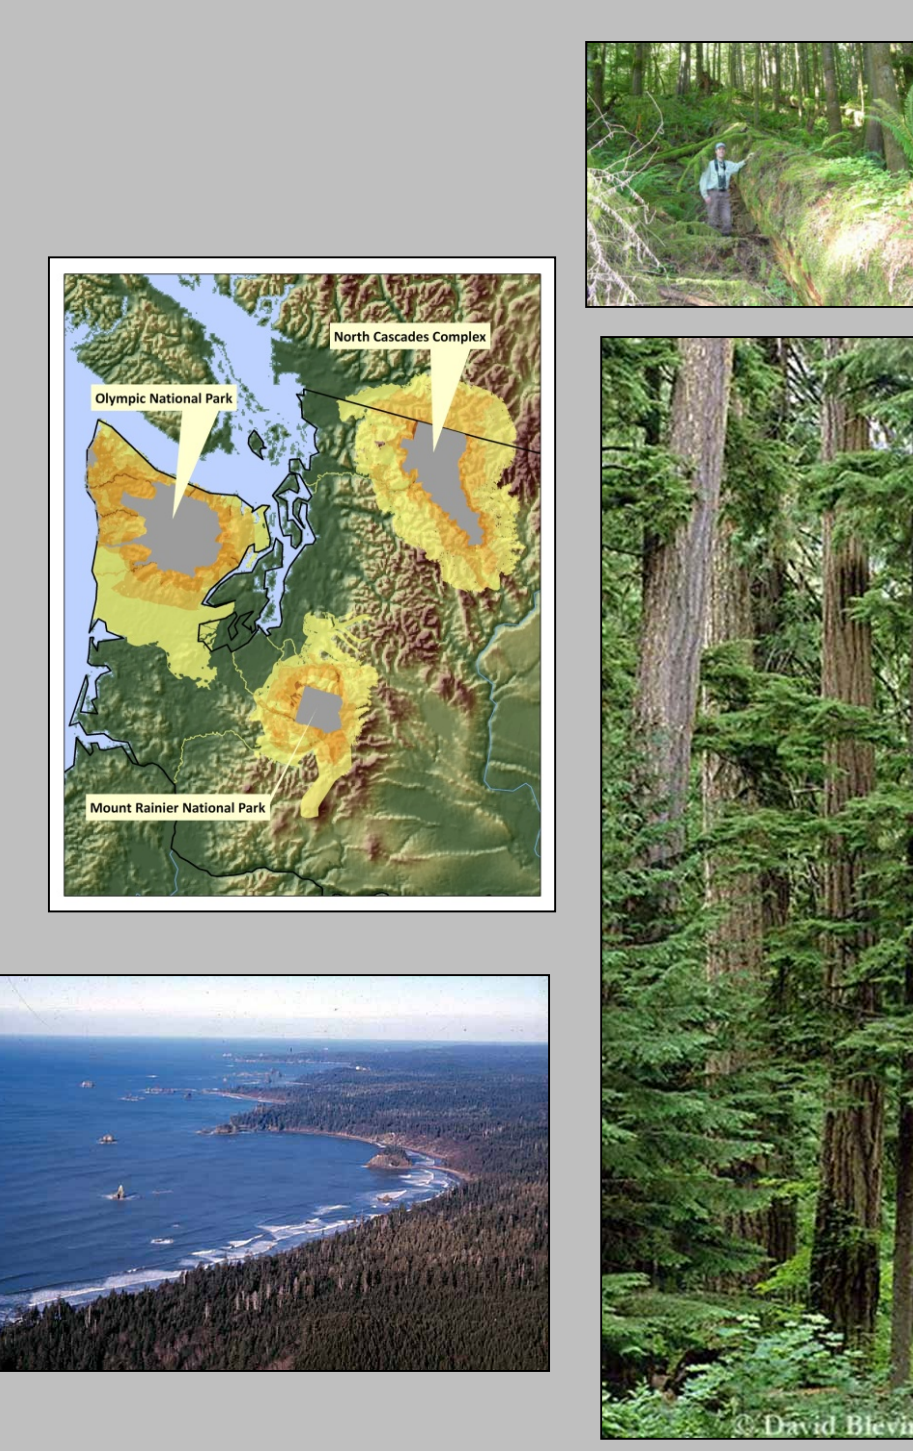 North Cascades Complex
Olympic National Park
Mount Rainier National Park
© David Blevi